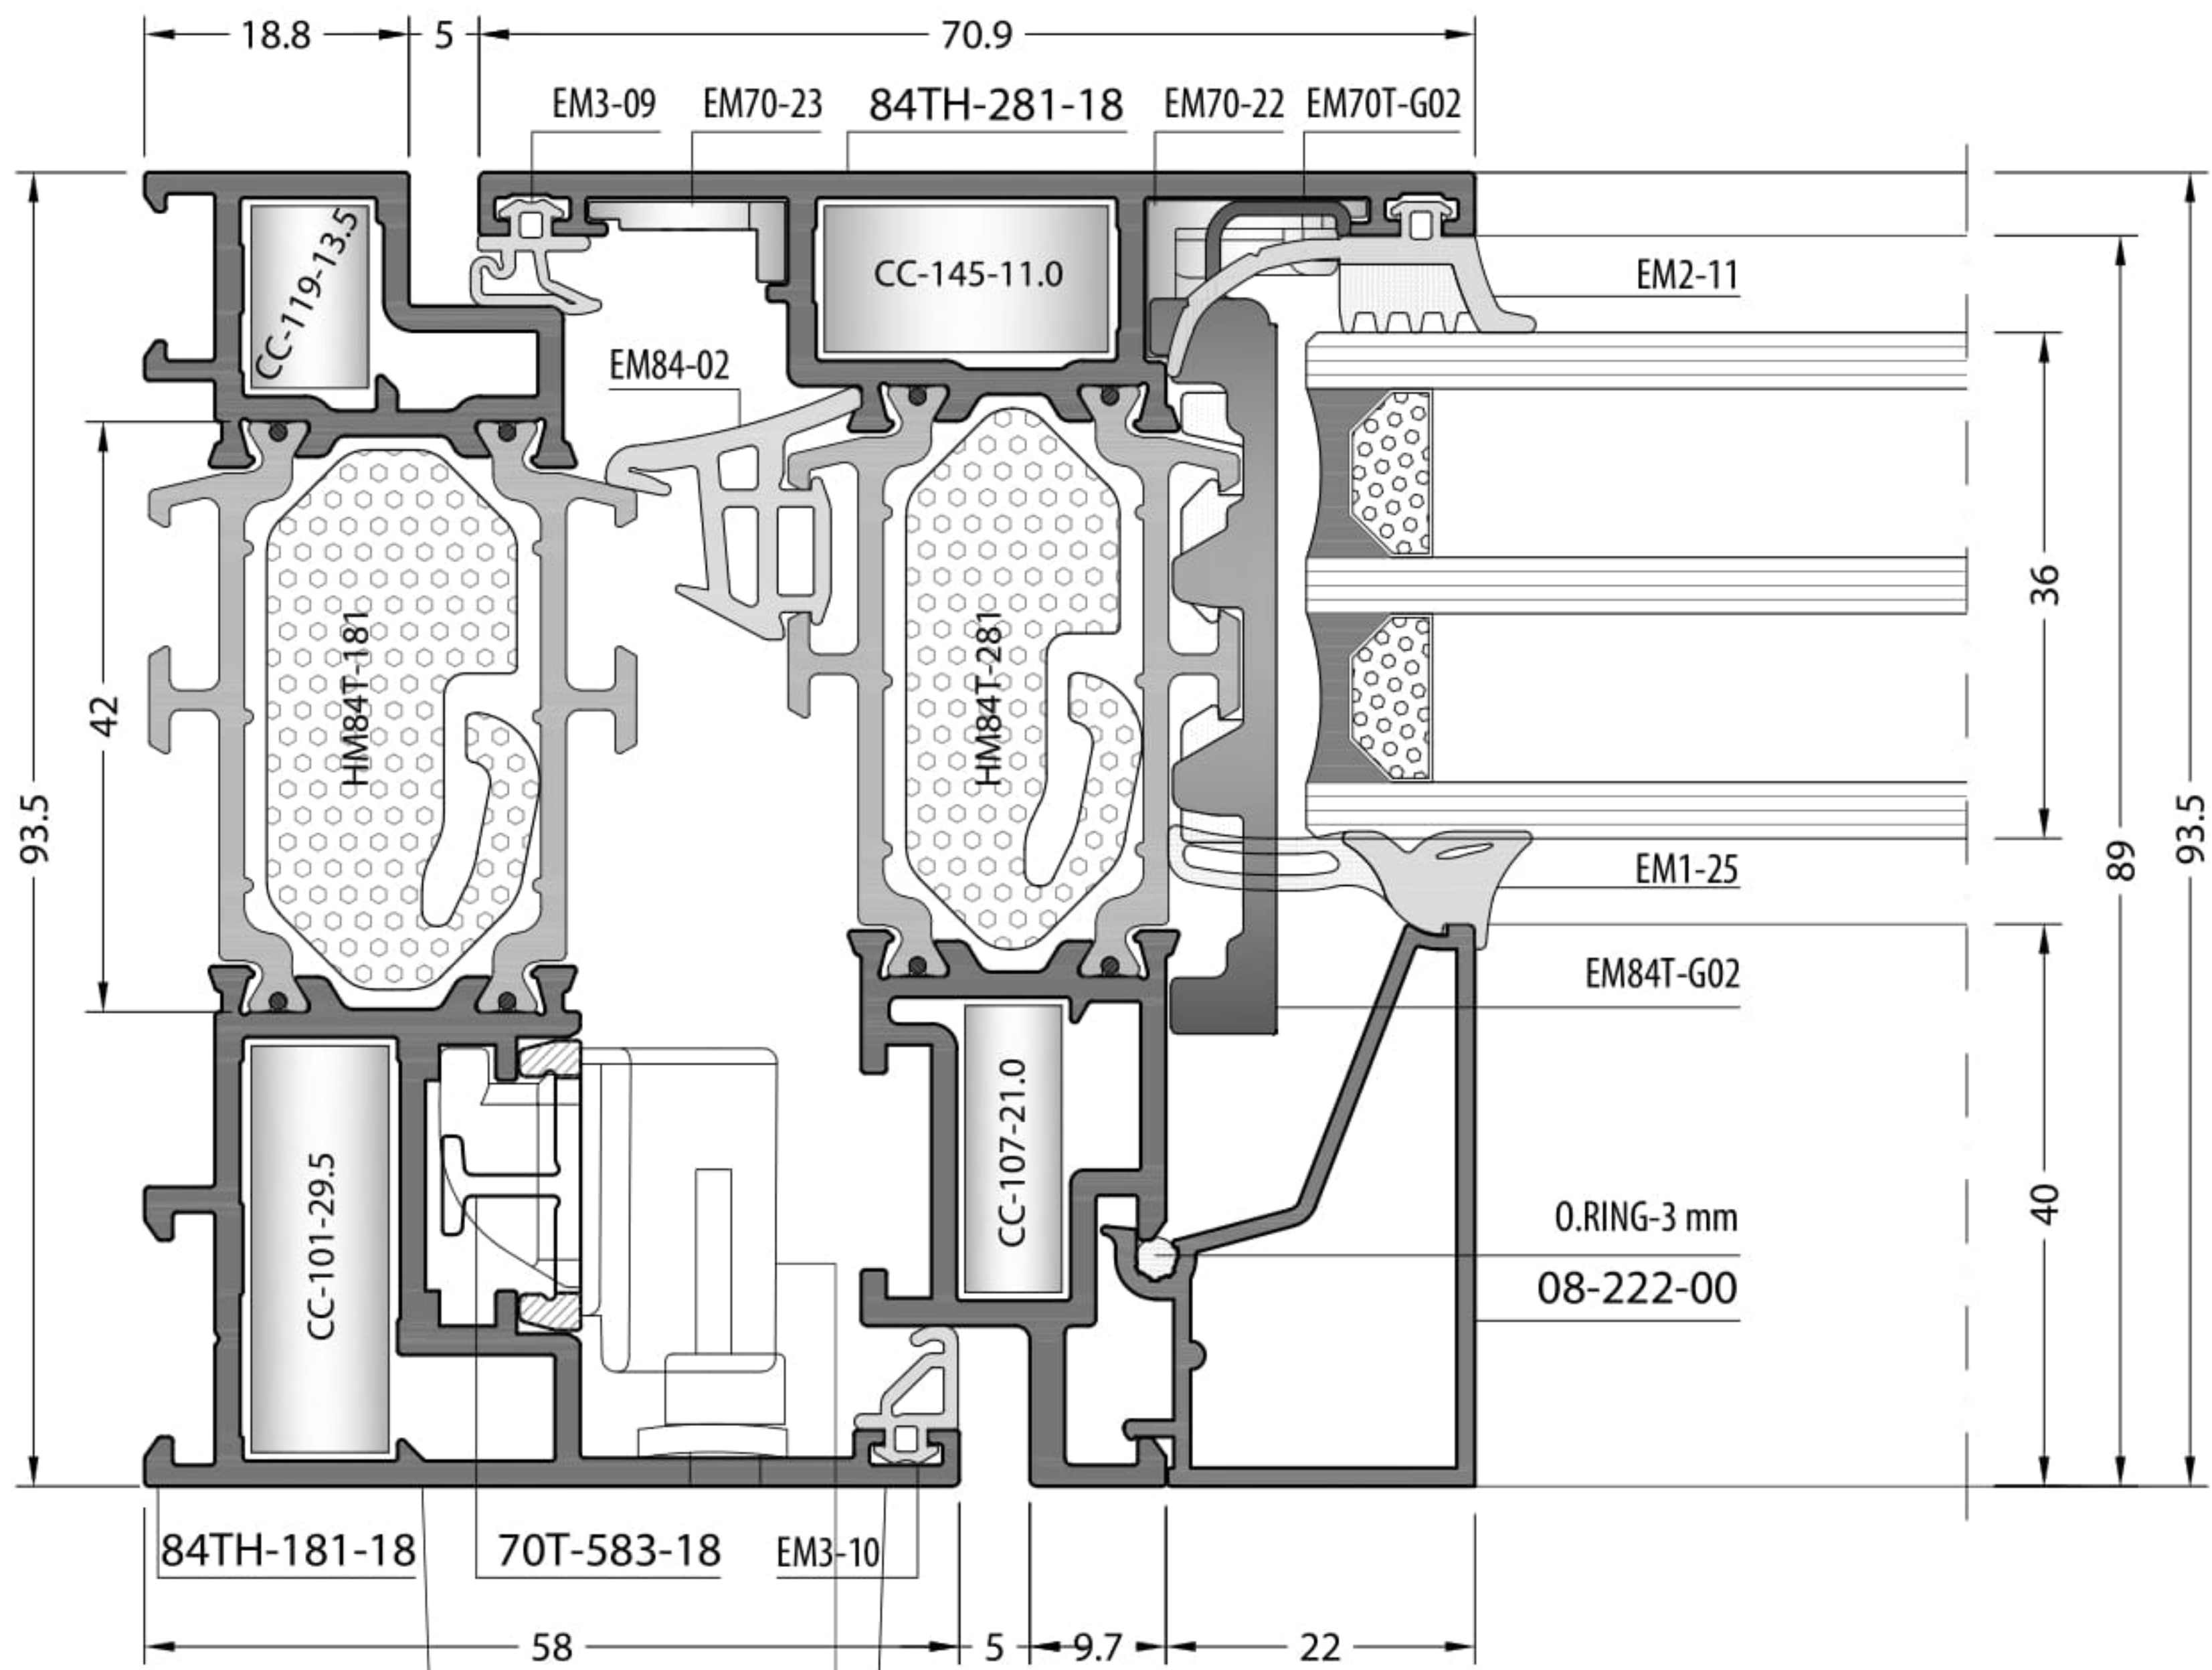 18.8
5
70.9
EM3-09
EM70-23
84TH-281-18
EM70-22
EM70T-G02
CC-119-13.5
CC-145-11.0
EM2-11
EM84-02
HM84T-181
HM84T-281
36
42
93.5
89
93.5
EM1-25
EM84T-G02
CC-101-29.5
CC-107-21.0
40
O.RING-3 mm
08-222-00
84TH-181-18
70T-583-18
EM3-10
58
5
9.7
22